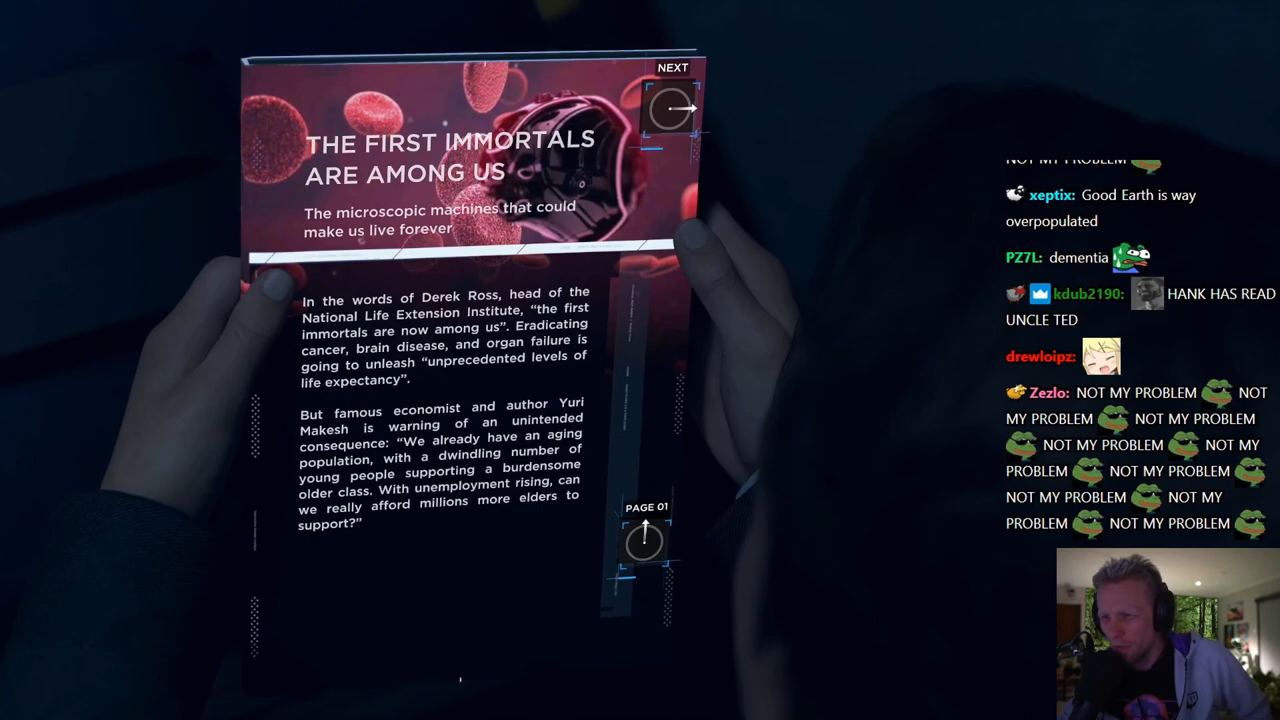 NEXT
THE FIRST IMMORTALS
ARE AMONG US
The microscopic machines that could
make us live forever
In the words of Derek Ross, head of the
National Life Extension Institute, “the first
immortals are now among us”. Eradicating
cancer, brain disease, and organ failure is
going to unleash “unprecedented levels of
life expectancy”.
But famous economist and author Yuri
Makesh is warning of an unintended
consequence: “We already have an aging
population, with a dwindling number of
young people supporting a burdensome
older class. With unemployment rising, can
we really afford millions more elders to
support?”
PAGE 01
NOT MY PROBLEM
xeptix: Good Earth is way
overpopulated
PZ7L: dementia
kdub2190: HANK HAS READ
UNCLE TED
drewloipz:
Zezlo: NOT MY PROBLEM NOT
MY PROBLEM NOT MY PROBLEM
NOT MY PROBLEM NOT MY
PROBLEM NOT MY PROBLEM
NOT MY PROBLEM NOT MY
PROBLEM NOT MY PROBLEM